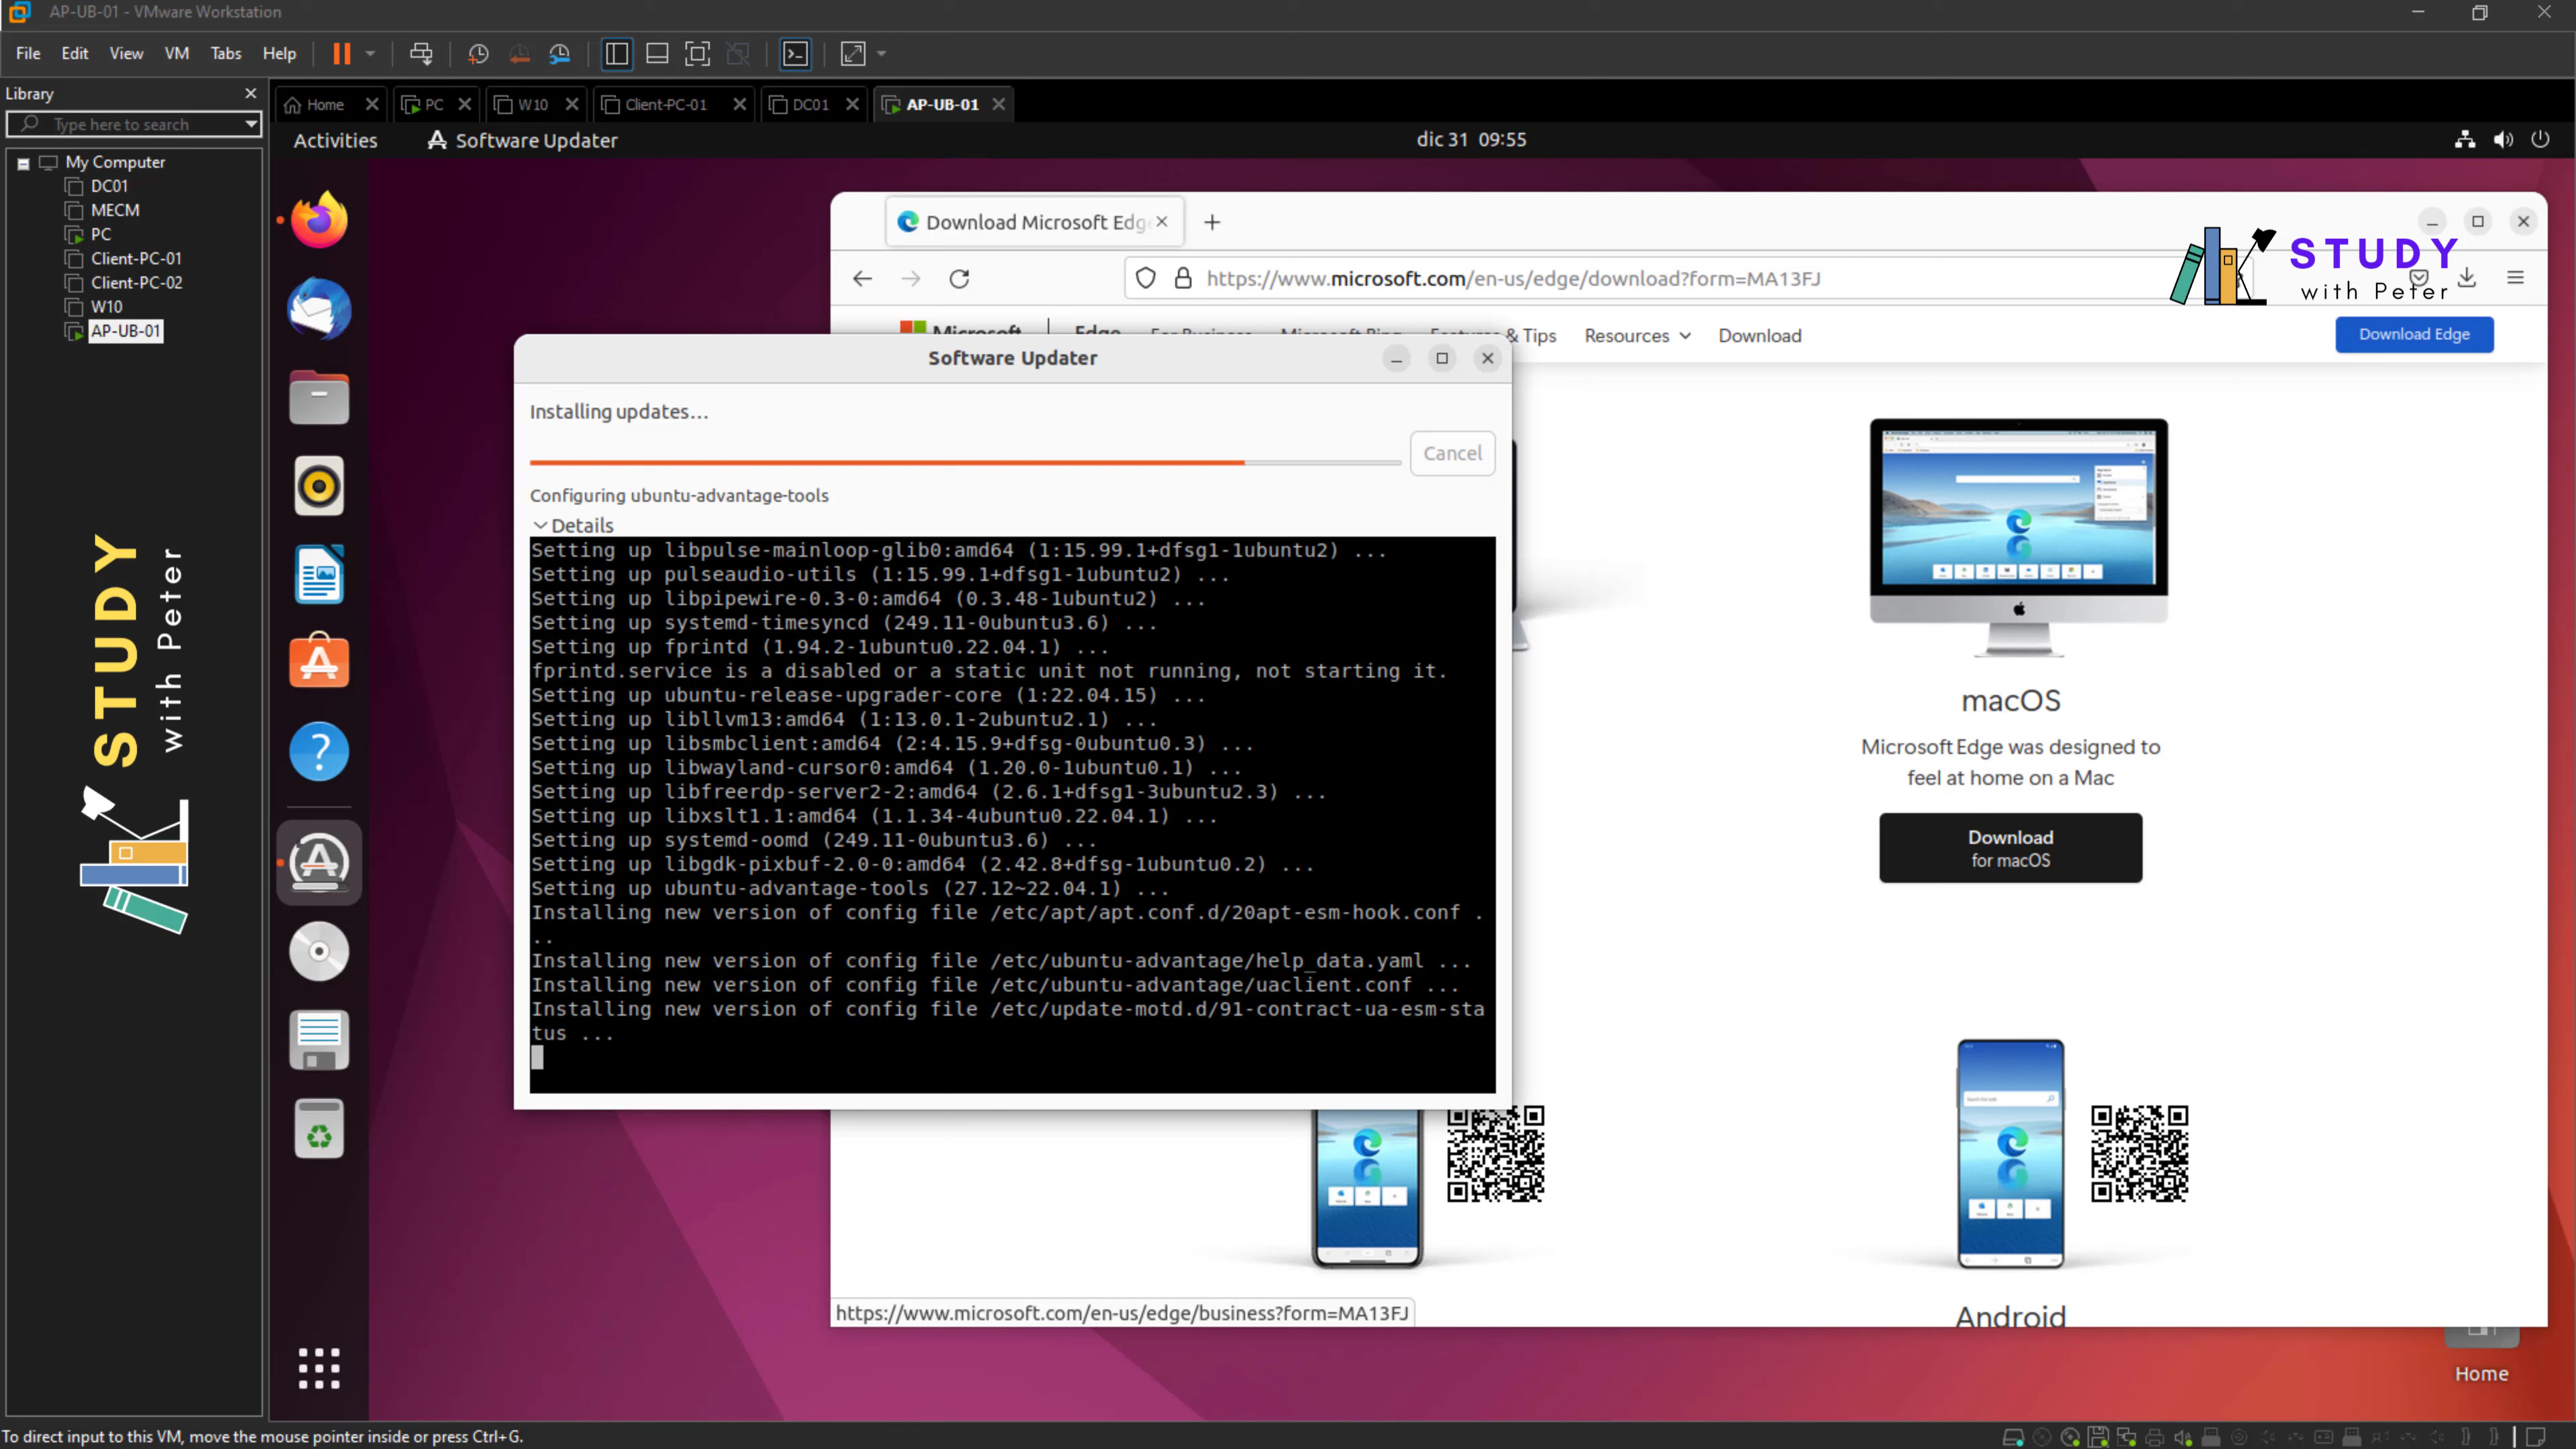 AP-UB-01 - VMware Workstation
File Edit View VM Tabs Help
Library
Home PC W10 Client-PC-01 DC01 AP-UB-01
Type here to search
My Computer
DC01
MECM
PC
Client-PC-01
Client-PC-02
W10
AP-UB-01
STUDY
with Peter
Activities Software Updater dic 31 09:55
Download Microsoft Edg
https://www.microsoft.com/en-us/edge/download?form=MA13FJ
STUDY
with Peter
Microsoft Edge For Business Microsoft Bing Features & Tips Resources Download Download Edge
Software Updater
Installing updates…
Cancel
Configuring ubuntu-advantage-tools
Details
Setting up libpulse-mainloop-glib0:amd64 (1:15.99.1+dfsg1-1ubuntu2) ...
Setting up pulseaudio-utils (1:15.99.1+dfsg1-1ubuntu2) ...
Setting up libpipewire-0.3-0:amd64 (0.3.48-1ubuntu2) ...
Setting up systemd-timesyncd (249.11-0ubuntu3.6) ...
Setting up fprintd (1.94.2-1ubuntu0.22.04.1) ...
fprintd.service is a disabled or a static unit not running, not starting it.
Setting up ubuntu-release-upgrader-core (1:22.04.15) ...
Setting up libllvm13:amd64 (1:13.0.1-2ubuntu2.1) ...
Setting up libsmbclient:amd64 (2:4.15.9+dfsg-0ubuntu0.3) ...
Setting up libwayland-cursor0:amd64 (1.20.0-1ubuntu0.1) ...
Setting up libfreerdp-server2-2:amd64 (2.6.1+dfsg1-3ubuntu2.3) ...
Setting up libxslt1.1:amd64 (1.1.34-4ubuntu0.22.04.1) ...
Setting up systemd-oomd (249.11-0ubuntu3.6) ...
Setting up libgdk-pixbuf-2.0-0:amd64 (2.42.8+dfsg-1ubuntu0.2) ...
Setting up ubuntu-advantage-tools (27.12~22.04.1) ...
Installing new version of config file /etc/apt/apt.conf.d/20apt-esm-hook.conf .
..
Installing new version of config file /etc/ubuntu-advantage/help_data.yaml ...
Installing new version of config file /etc/ubuntu-advantage/uaclient.conf ...
Installing new version of config file /etc/update-motd.d/91-contract-ua-esm-sta
tus ...
macOS
Microsoft Edge was designed to
feel at home on a Mac
Download
for macOS
Android
https://www.microsoft.com/en-us/edge/business?form=MA13FJ
Home
To direct input to this VM, move the mouse pointer inside or press Ctrl+G.